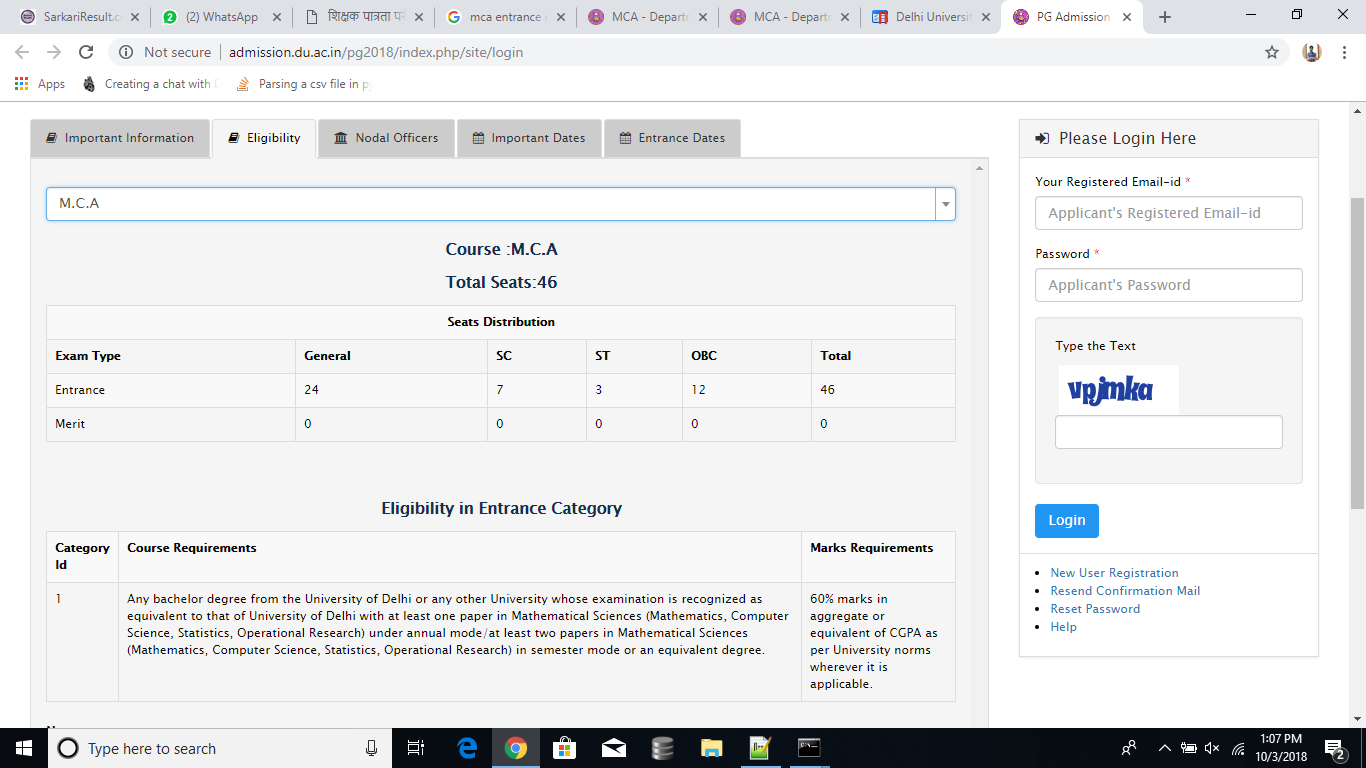 SarkariResult.c
(2) WhatsApp
शिक्षक पात्रता परी
mca entrance
MCA - Departr
MCA - Departr
Delhi Universit
PG Admission
Not secure
admission.du.ac.in/pg2018/index.php/site/login
Apps
Creating a chat with
Parsing a csv file in p
Important Information
Eligibility
Nodal Officers
Important Dates
Entrance Dates
M.C.A
Course :M.C.A
Total Seats:46
Seats Distribution
Exam Type General SC ST OBC Total
Entrance 24 7 3 12 46
Merit 0 0 0 0 0
Eligibility in Entrance Category
Category Id
Course Requirements
Marks Requirements
1
Any bachelor degree from the University of Delhi or any other University whose examination is recognized as
equivalent to that of University of Delhi with at least one paper in Mathematical Sciences (Mathematics, Computer
Science, Statistics, Operational Research) under annual mode/at least two papers in Mathematical Sciences
(Mathematics, Computer Science, Statistics, Operational Research) in semester mode or an equivalent degree.
60% marks in
aggregate or
equivalent of CGPA as
per University norms
wherever it is
applicable.
Please Login Here
Your Registered Email-id *
Applicant's Registered Email-id
Password *
Applicant's Password
Type the Text
vpjmka
Login
New User Registration
Resend Confirmation Mail
Reset Password
Help
Type here to search
1:07 PM
10/3/2018
2